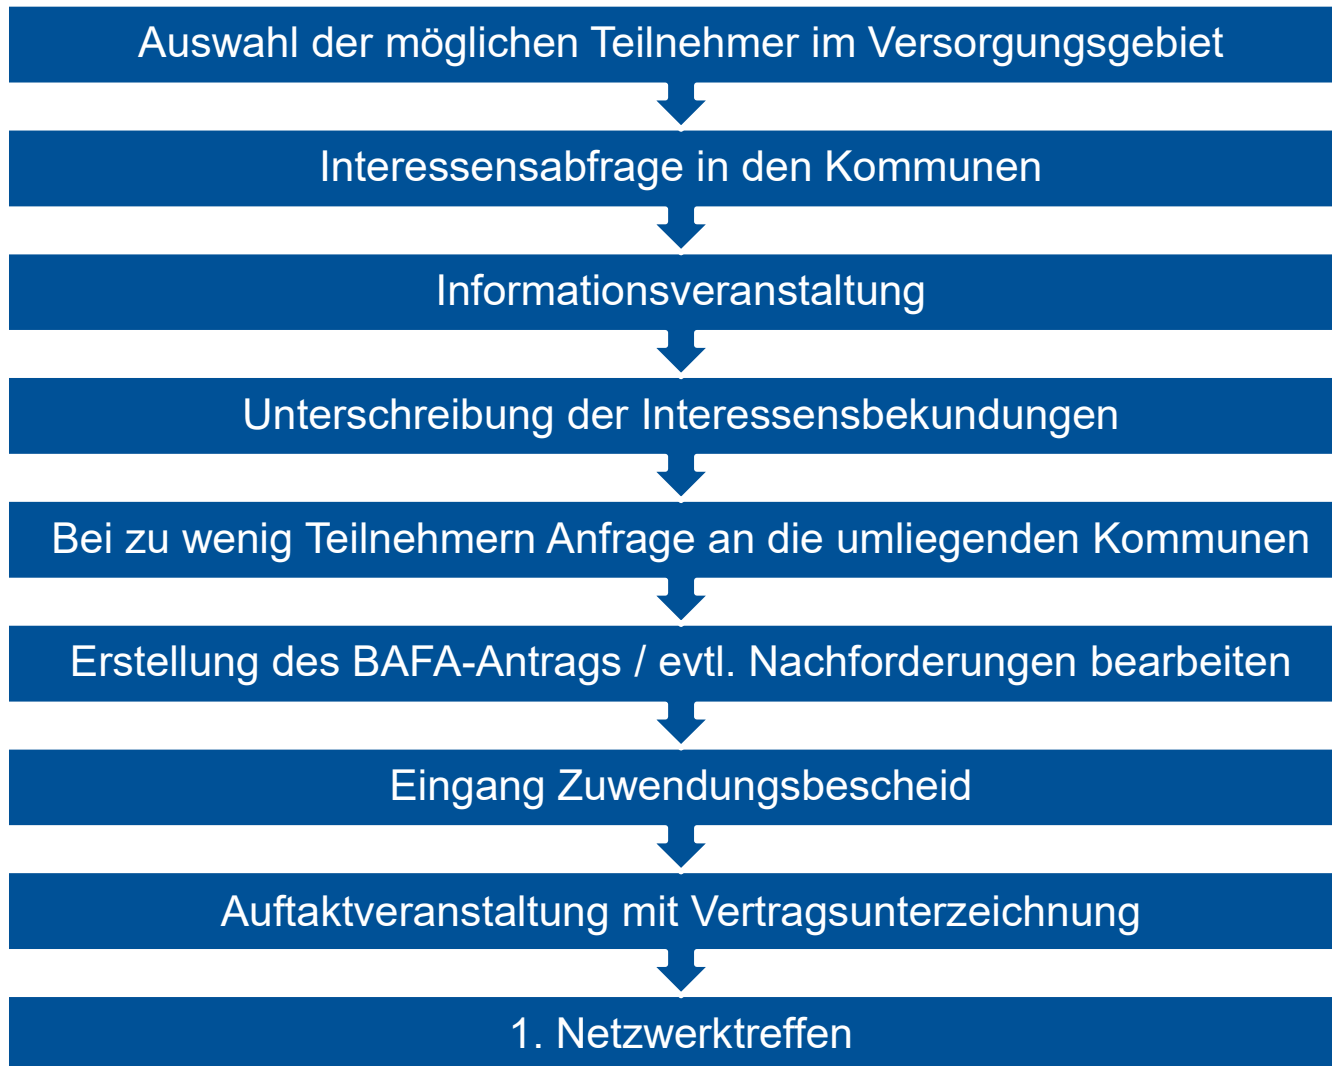 Auswahl der möglichen Teilnehmer im Versorgungsgebiet
Interessensabfrage in den Kommunen
Informationsveranstaltung
Unterschreibung der Interessensbekundungen
Bei zu wenig Teilnehmern Anfrage an die umliegenden Kommunen
Erstellung des BAFA-Antrags / evtl. Nachforderungen bearbeiten
Eingang Zuwendungsbescheid
Auftaktveranstaltung mit Vertragsunterzeichnung
1. Netzwerktreffen